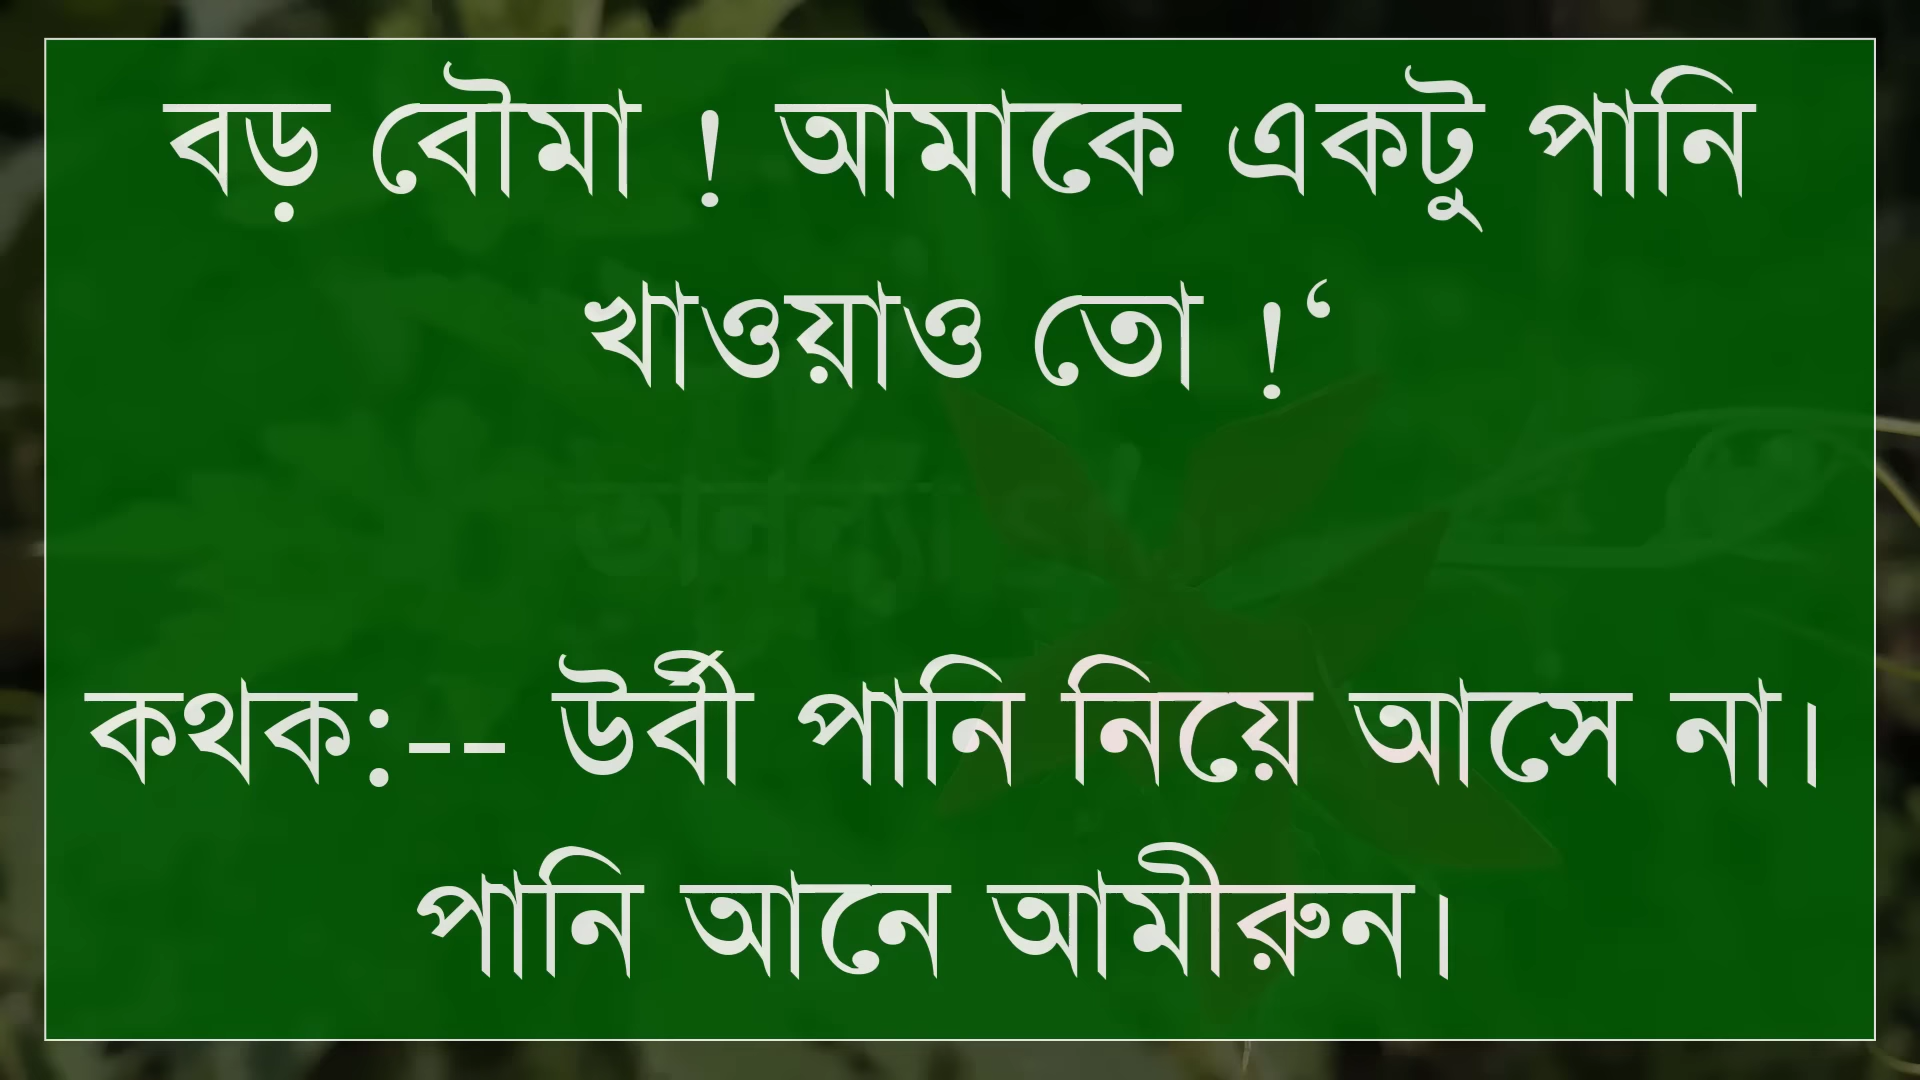 বড় বৌমা ! আমাকে একটু পানি
খাওয়াও তো !‘
কথক:-- উর্বী পানি নিয়ে আসে না।
পানি আনে আমীরুন।